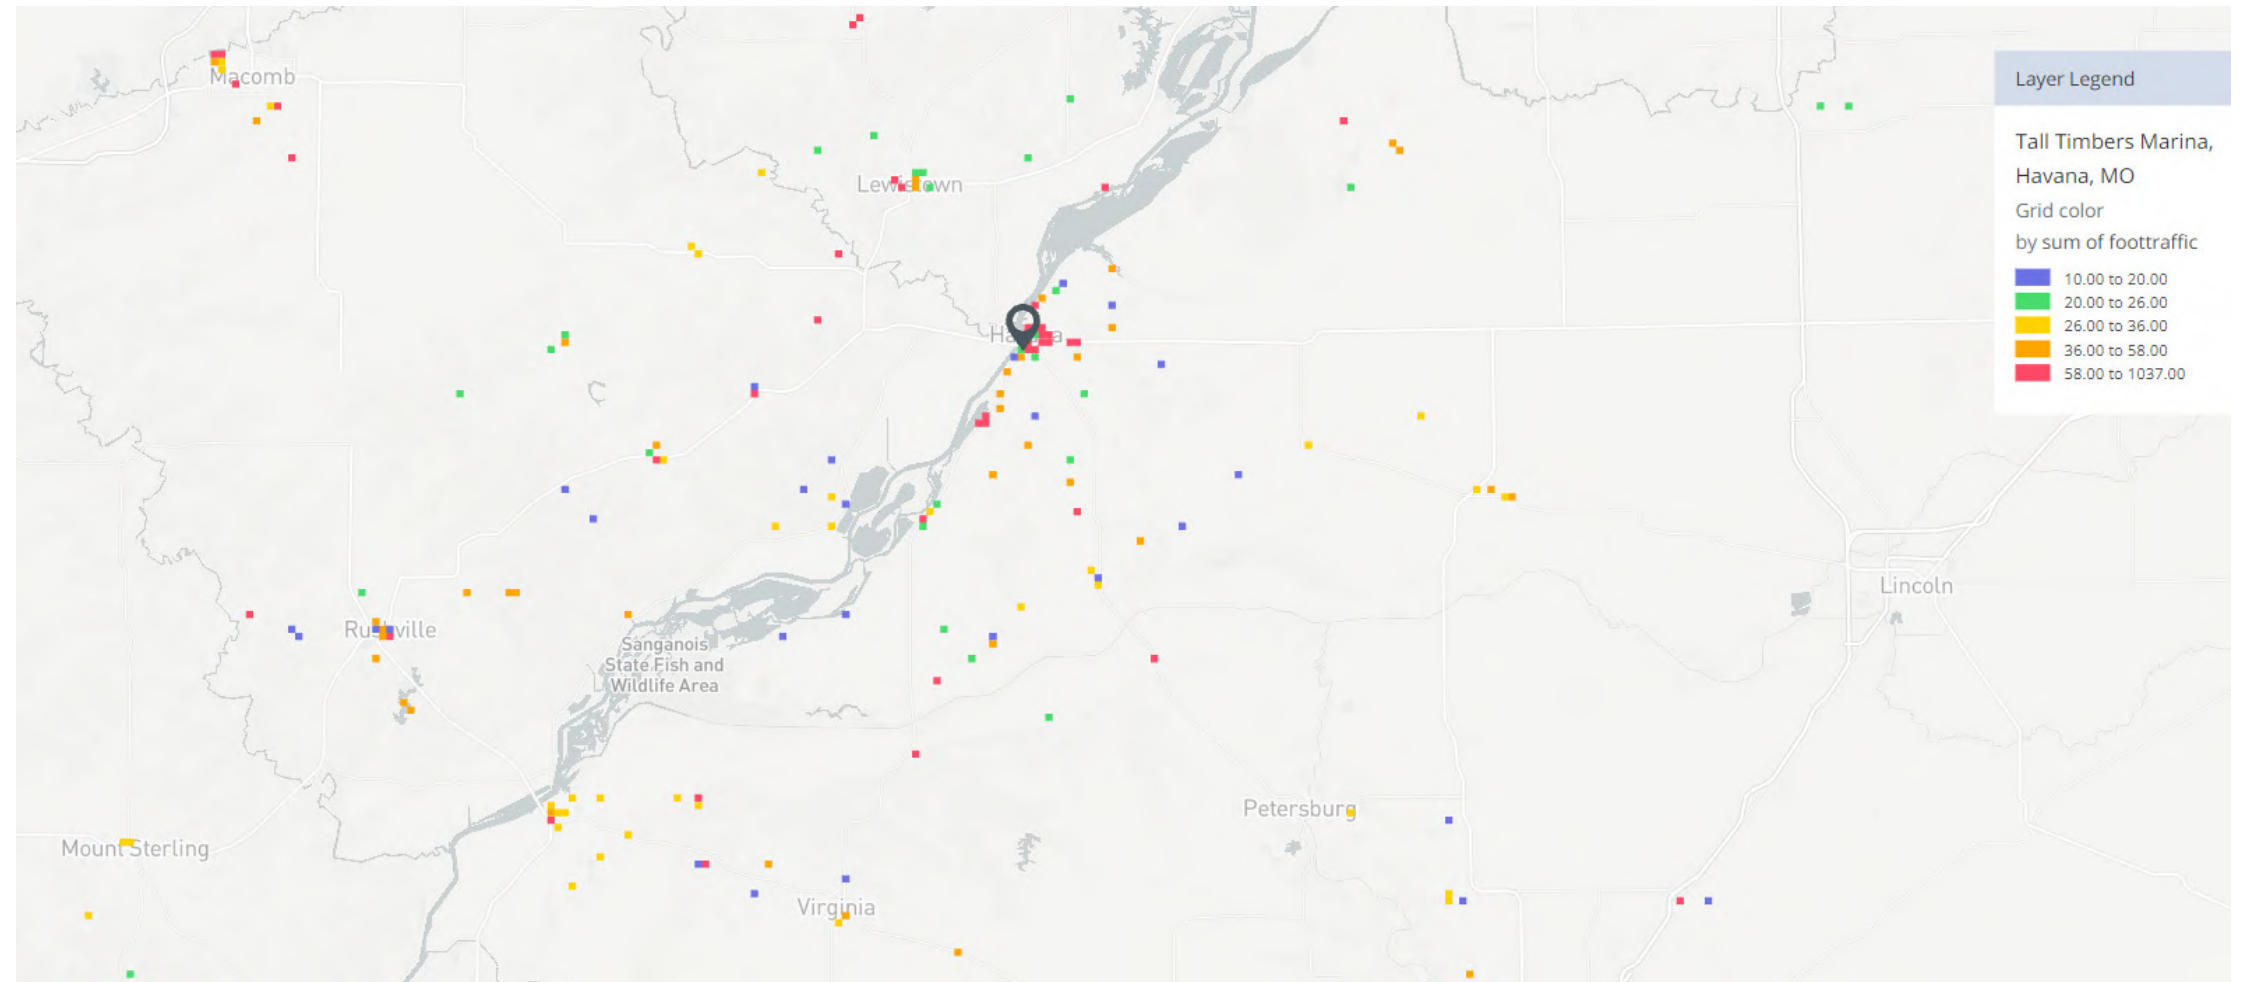 Macomb
Layer Legend
Tall Timbers Marina,
Havana, MO
Lewistown
Grid color
by sum of foottraffic
10.00 to 20.00
20.00 to 26.00
26.00 to 36.00
36.00 to 58.00
58.00 to 1037.00
Havana
Lincoln
Rushville
Sanganois
State Fish and
Wildlife Area
Petersburg
Mount Sterling
Virginia